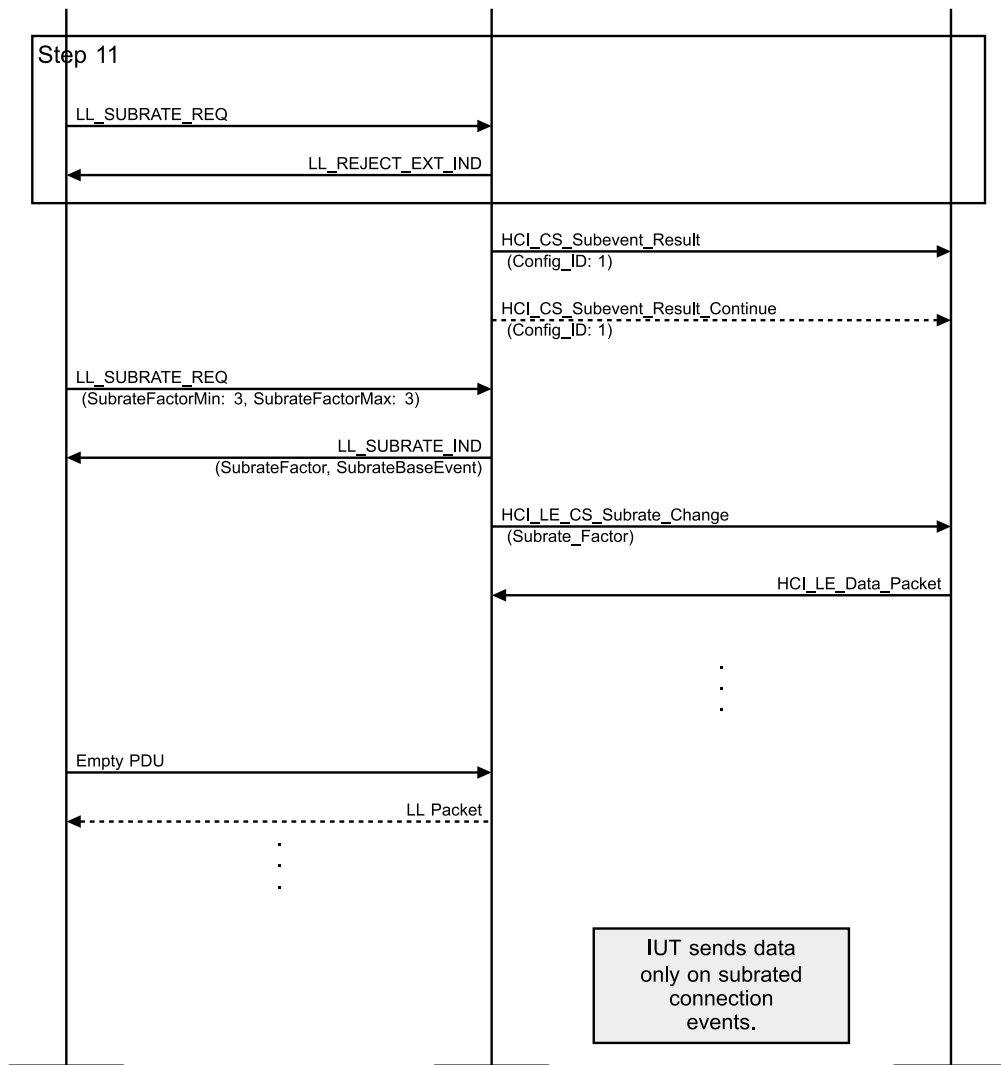 Step 11
LL_SUBRATE_REQ
LL_REJECT_EXT_IND
HCI_CS_Subevent_Result
(Config_ID: 1)
HCI_CS_Subevent_Result_Continue
(Config_ID: 1)
LL_SUBRATE_REQ
(SubrateFactorMin: 3, SubrateFactorMax: 3)
LL_SUBRATE_IND
(SubrateFactor, SubrateBaseEvent)
HCI_LE_CS_Subrate_Change
(Subrate_Factor)
HCI_LE_Data_Packet
Empty PDU
LL Packet
IUT sends data
only on subrated
connection
events.